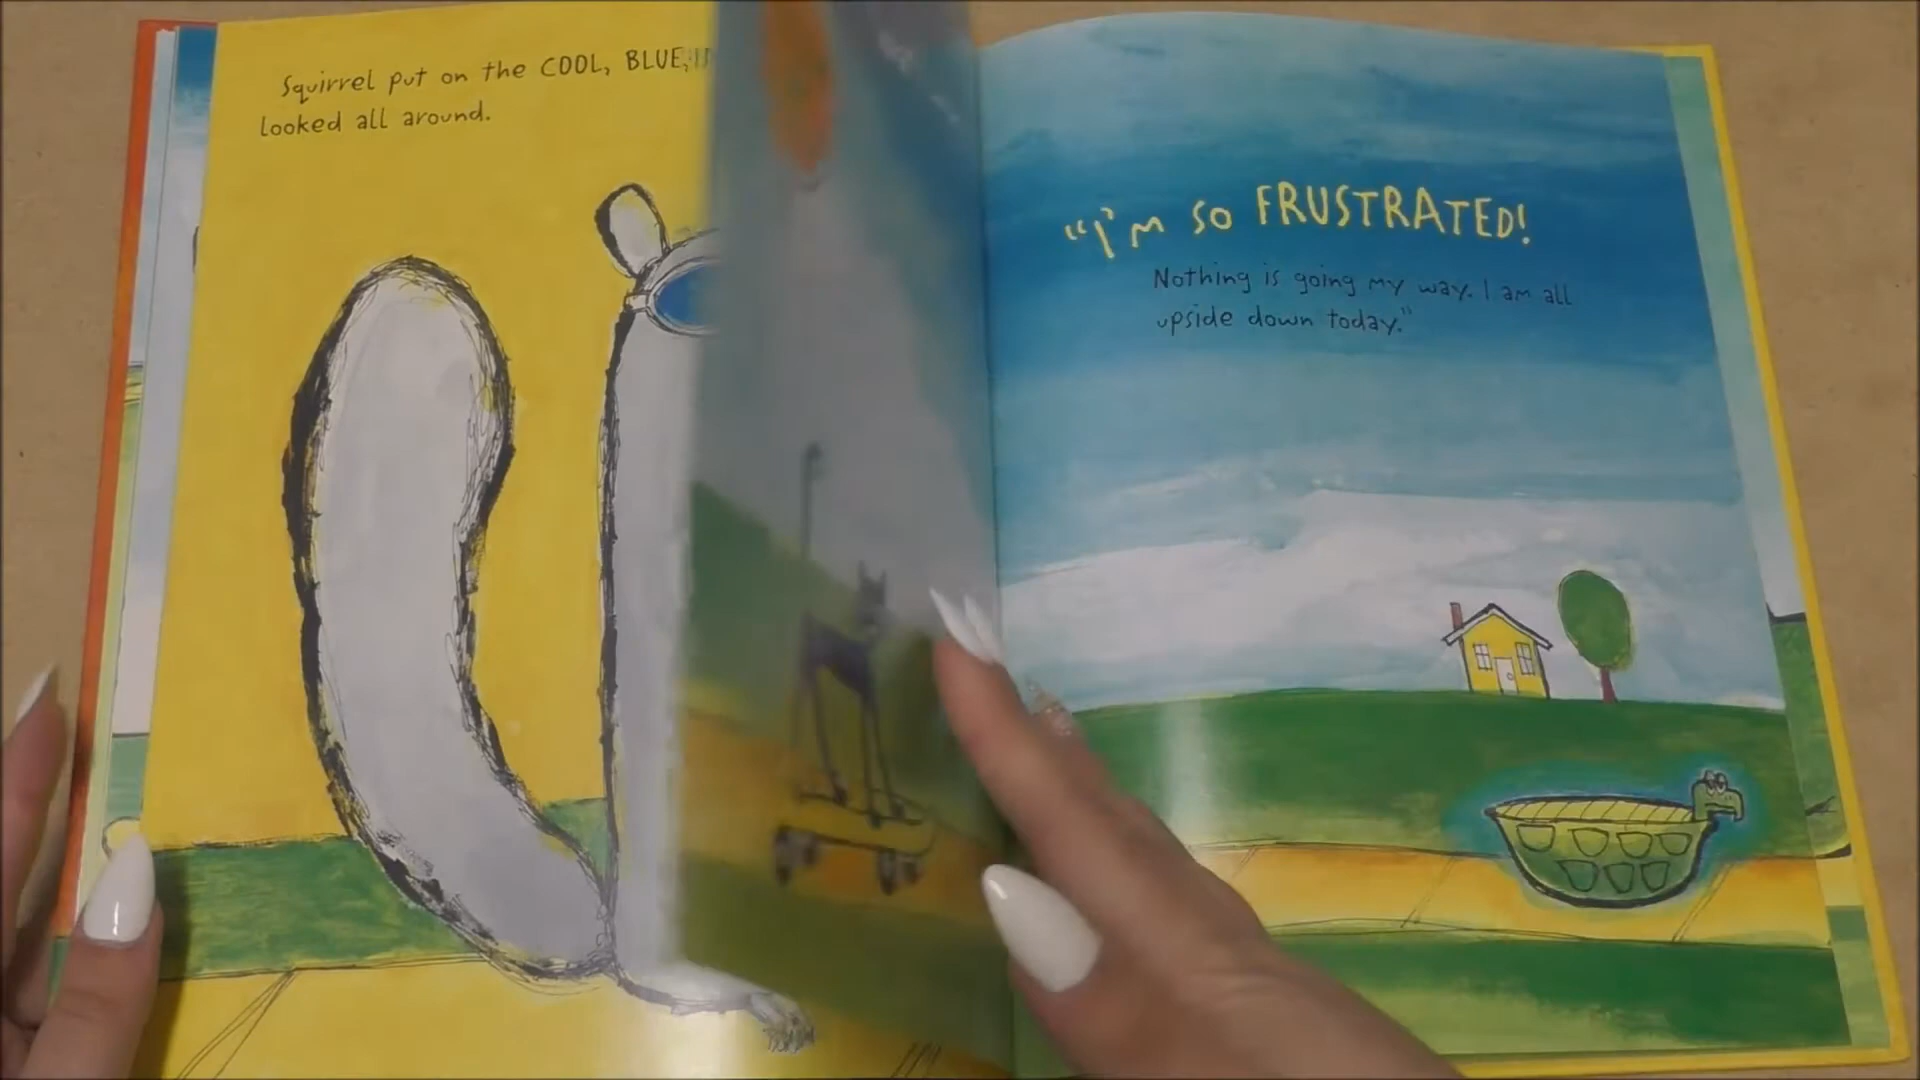 Squirrel put on the COOL, BLUE,
looked all around.
"I'm so FRUSTRATED!
Nothing is going my way. I am all
upside down today."